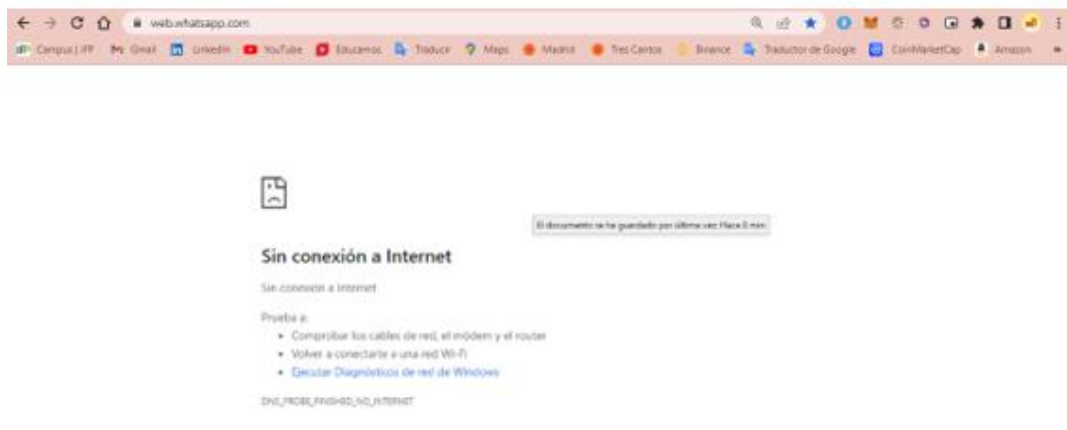 web.whatsapp.com
Campus | iFP Gmail LinkedIn YouTube Educamos Traducir Maps Madrid Tres Cantos Binance Traductor de Google CoinMarketCap Amazon
El documento se ha guardado por última vez: Hace 8 min
Sin conexión a Internet
Sin conexión a Internet
Prueba a:
Comprobar los cables de red, el módem y el router
Volver a conectarte a una red Wi-Fi
Ejecutar Diagnósticos de red de Windows
DNS_PROBE_FINISHED_NO_INTERNET